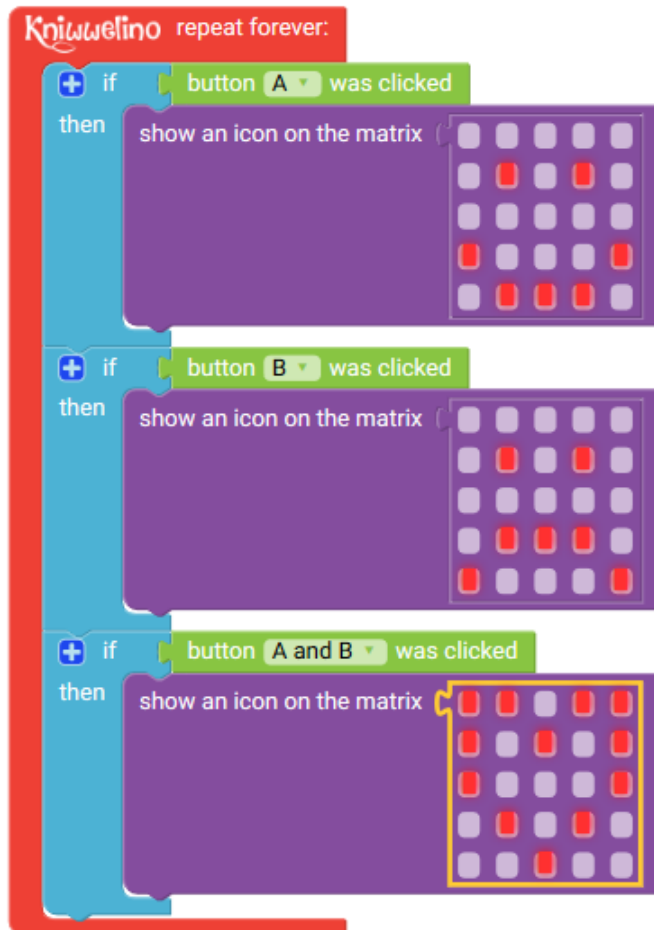 Kniwwelino repeat forever:
if button A was clicked
then show an icon on the matrix
if button B was clicked
then show an icon on the matrix
if button A and B was clicked
then show an icon on the matrix